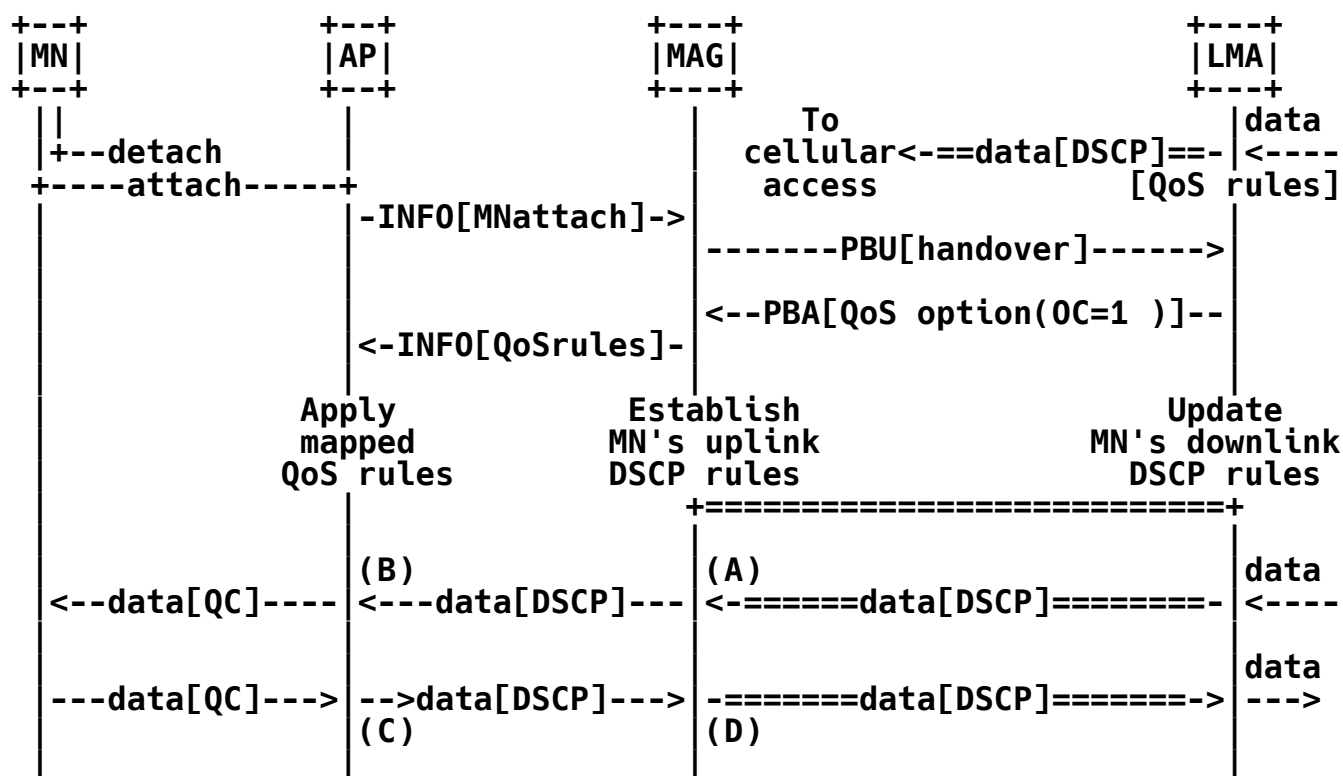 +--+               +--+             +---+                       +---+
|MN|               |AP|             |MAG|                       |LMA|
+--+               +--+             +---+                       +---+
 ||                 |                 |     To                    |data
 |+--detach         |                 |  cellular<-==data[DSCP]==-|<----
 +----attach-----+  |                 |   access             [QoS rules]
 |                  |-INFO[MNattach]->|                           |
 |                  |                 |-------PBU[handover]------>|
 |                  |                 |                           |
 |                  |                 |<--PBA[QoS option(OC=1 )]--|
 |                  |<-INFO[QoSrules]-|                           |
 |                  |                 |                           |
 |                Apply           Establish                    Update
 |                mapped         MN's uplink               MN's downlink
 |               QoS rules       DSCP rules                  DSCP rules
 |                  |                 +===========================+
 |                  |                 |                           |
 |                  |(B)              |(A)                        |data
 |<--data[QC]----|<---data[DSCP]---|<-======data[DSCP]========-|<----
 |                  |                 |                           |
 |                  |                 |                           |data
 |---data[QC]--->|-->data[DSCP]--->|-=======data[DSCP]=======->|--->
 |                  |(C)              |(D)                        |
 |                  |                 |                           |